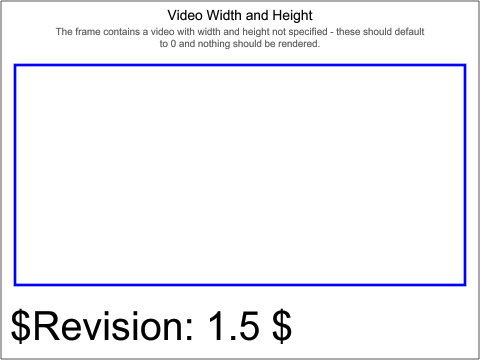 Video Width and Height
The frame contains a video with width and height not specified - these should default
to 0 and nothing should be rendered.
$Revision: 1.5 $